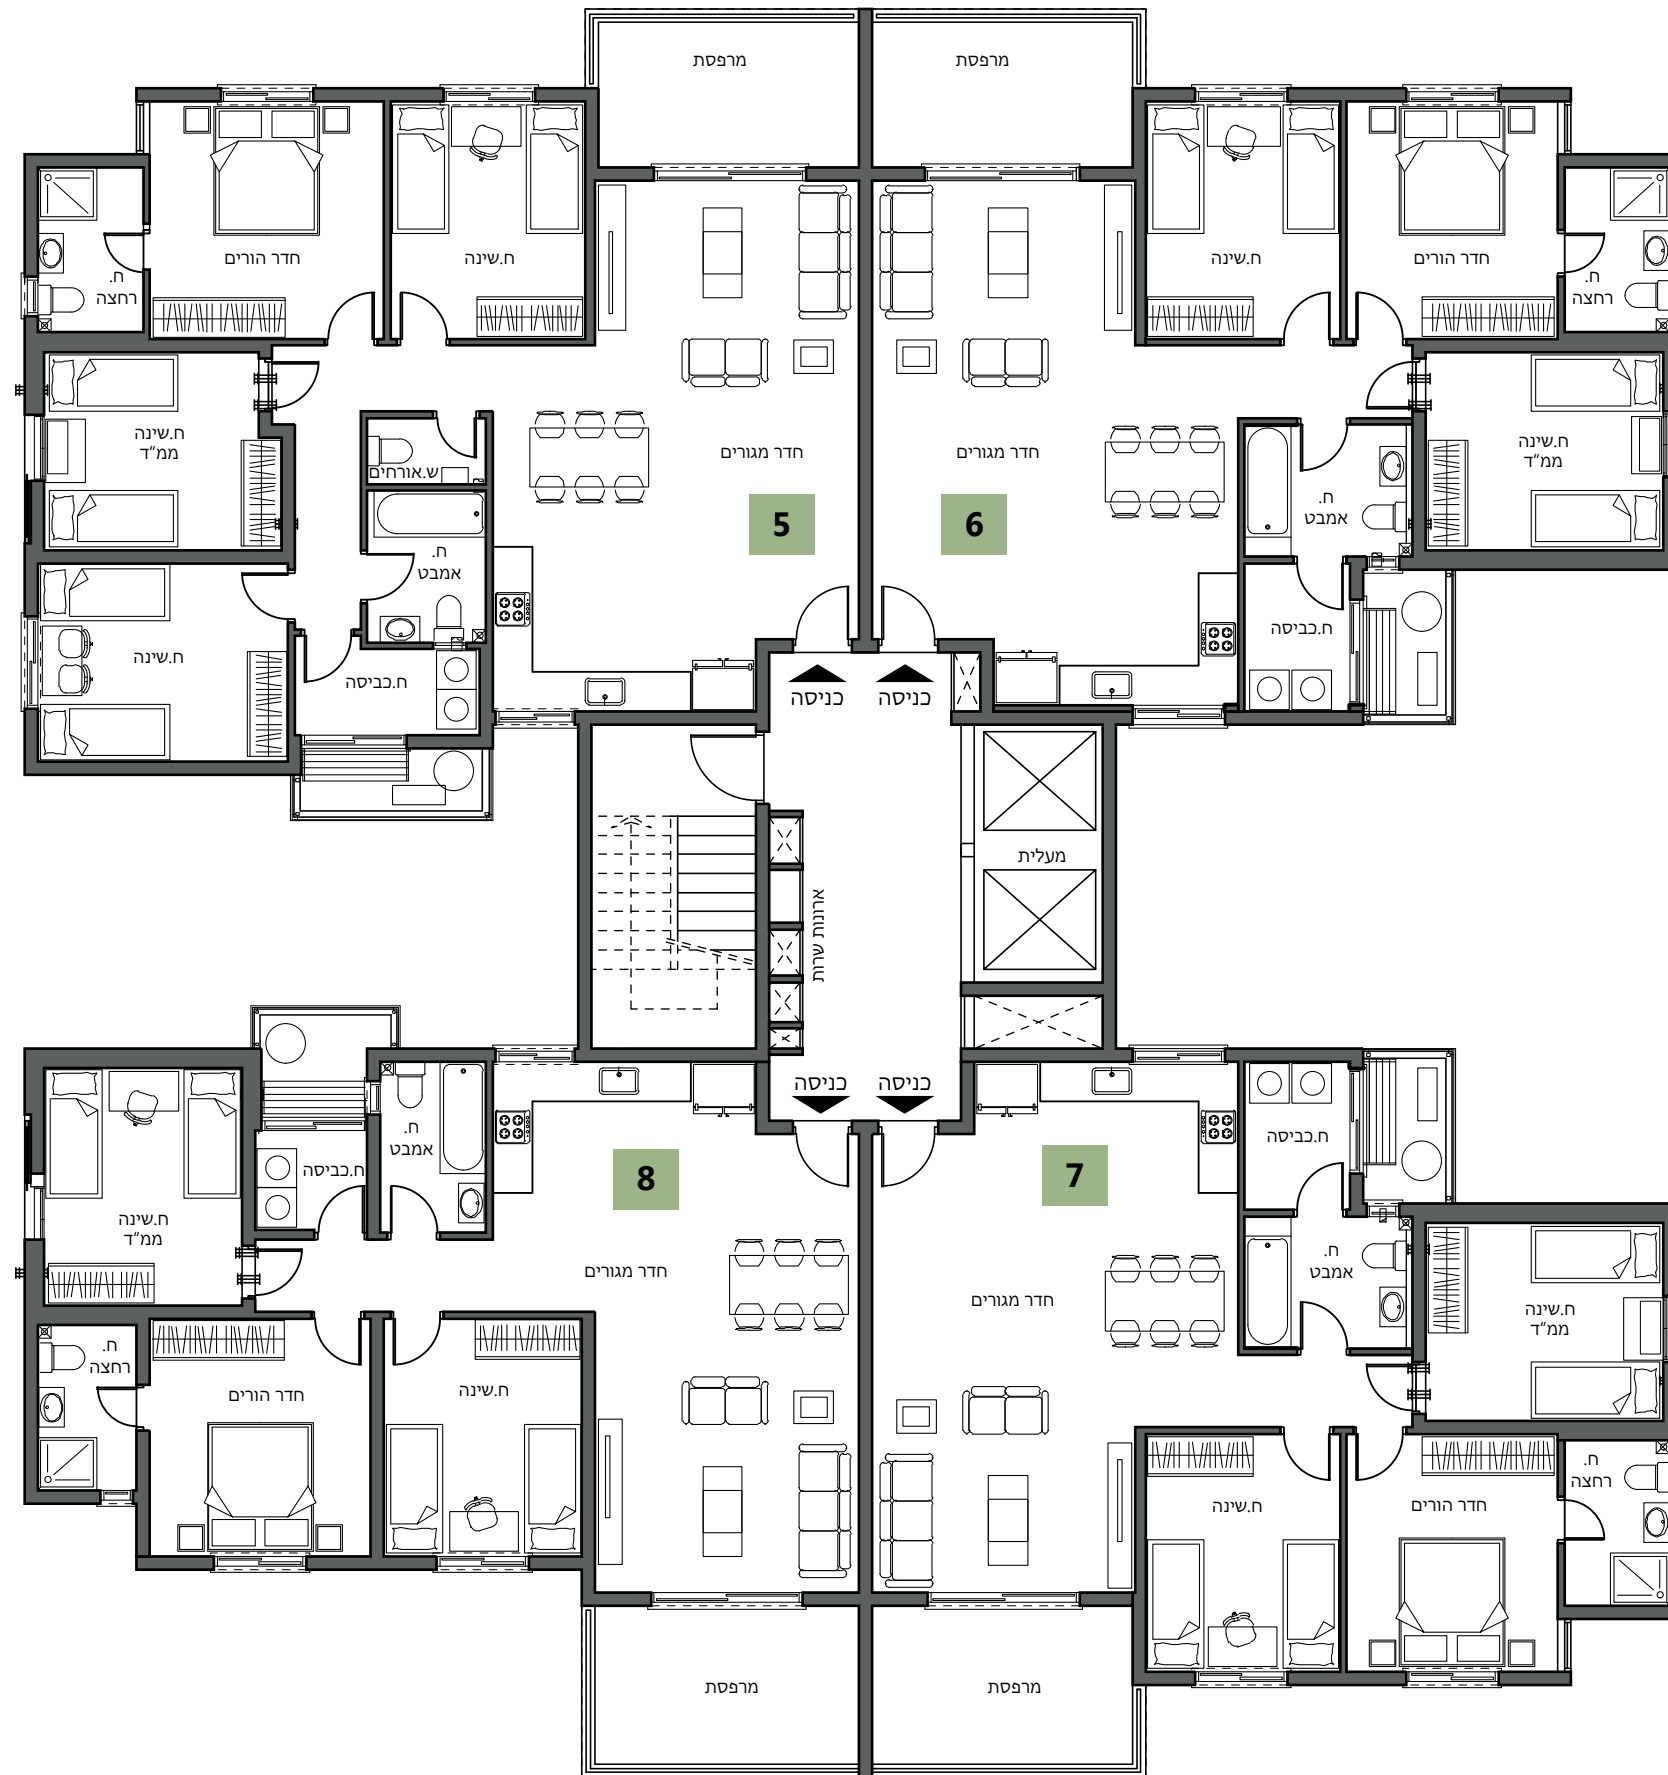 מרפסת
מרפסת
חדר הורים
ח.שינה
ח.שינה
חדר הורים
ח.
רחצה
ח.
רחצה
ח.שינה
ממ"ד
ש.אורחים
חדר מגורים
חדר מגורים
ח.שינה
ממ"ד
5
6
ח.
אמבט
ח.
אמבט
ח.שינה
ח.כביסה
ח.כביסה
כניסה
כניסה
מעלית
ארונות שרות
כניסה
כניסה
ח.
אמבט
ח.כביסה
ח.כביסה
8
7
ח.שינה
ממ"ד
חדר מגורים
חדר מגורים
ח.
אמבט
ח.שינה
ממ"ד
ח.
רחצה
חדר הורים
ח.שינה
ח.שינה
חדר הורים
ח.
רחצה
מרפסת
מרפסת